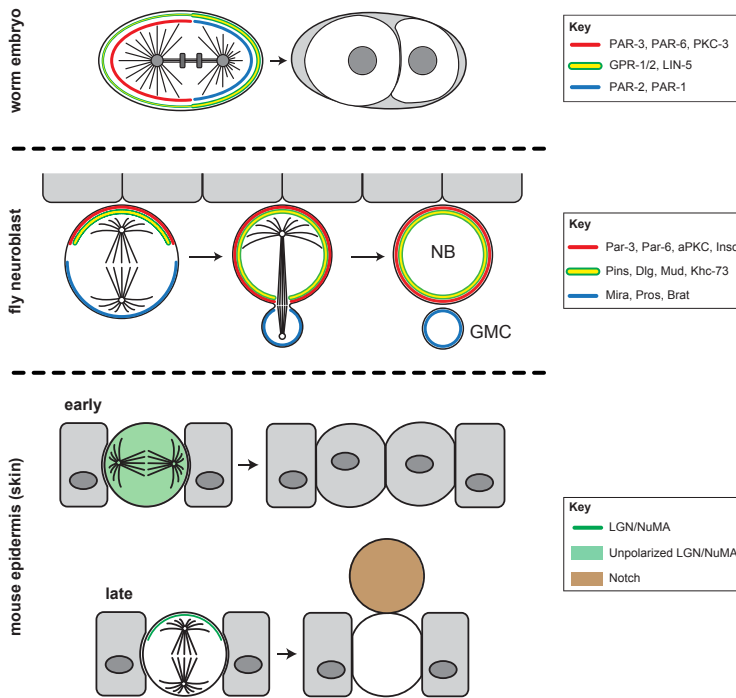 worm embryo
Key
PAR-3, PAR-6, PKC-3
GPR-1/2, LIN-5
PAR-2, PAR-1
fly neuroblast
NB
GMC
Key
Par-3, Par-6, aPKC, Insc
Pins, Dlg, Mud, Khc-73
Mira, Pros, Brat
mouse epidermis (skin)
early
late
Key
LGN/NuMA
Unpolarized LGN/NuMA
Notch